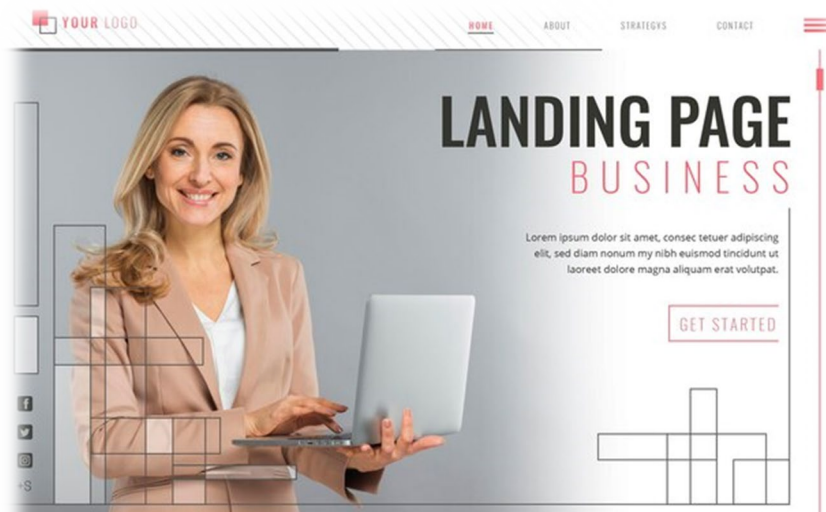 YOUR LOGO
HOME ABOUT STRATEGYS CONTACT
LANDING PAGE
BUSINESS
Lorem ipsum dolor sit amet, consec tetuer adipiscing
elit, sed diam nonum my nibh euismod tincidunt ut
laoreet dolore magna aliquam erat volutpat.
GET STARTED
+S